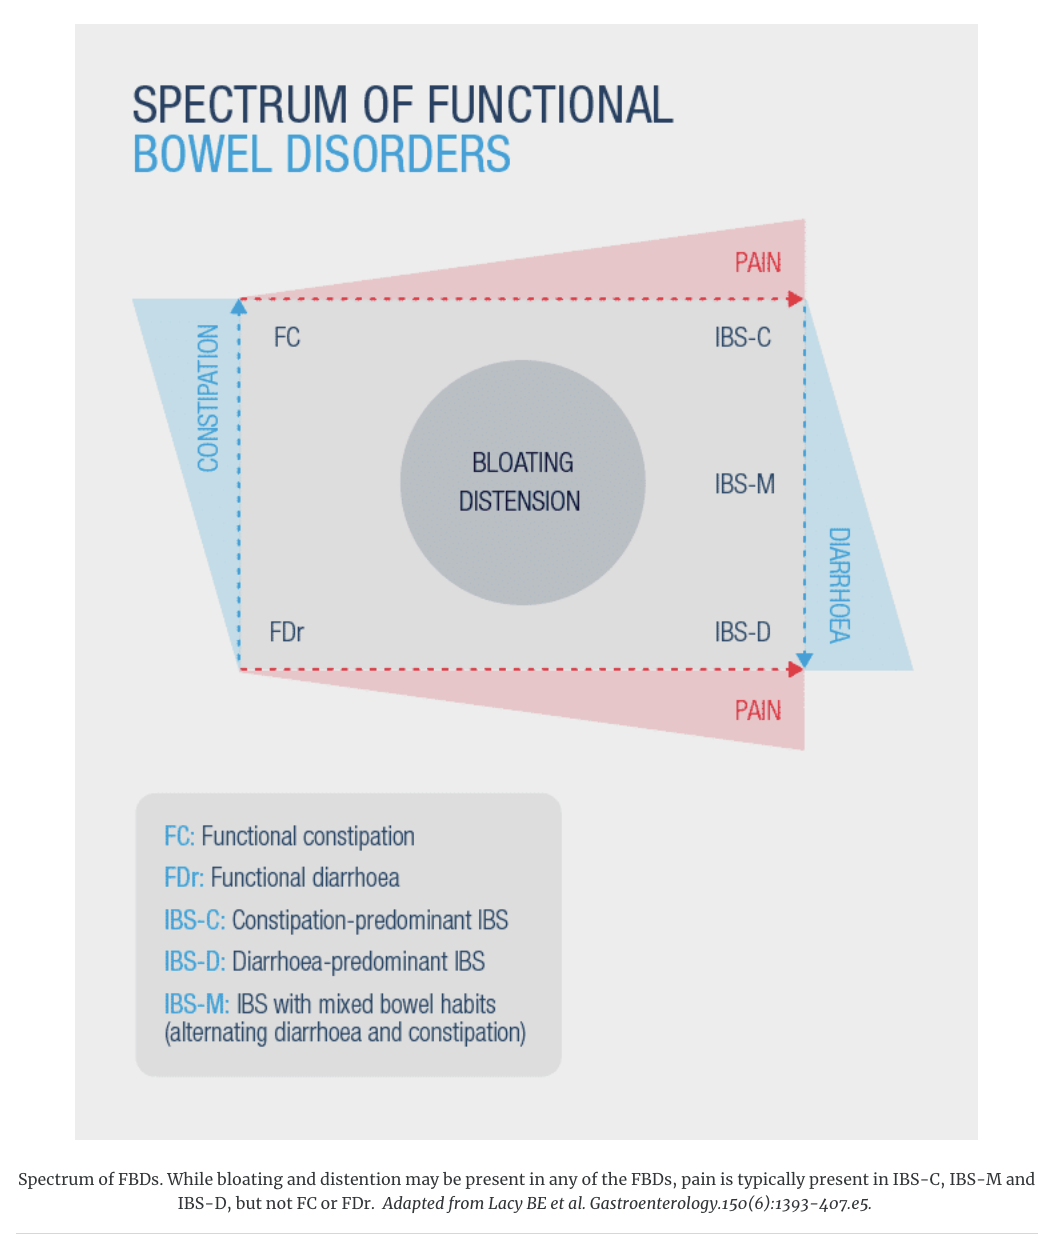 SPECTRUM OF FUNCTIONAL
BOWEL DISORDERS
PAIN
CONSTIPATION
FC
IBS-C
BLOATING
DISTENSION
IBS-M
DIARRHOEA
FDr
IBS-D
PAIN
FC: Functional constipation
FDr: Functional diarrhoea
IBS-C: Constipation-predominant IBS
IBS-D: Diarrhoea-predominant IBS
IBS-M: IBS with mixed bowel habits
(alternating diarrhoea and constipation)
Spectrum of FBDs. While bloating and distention may be present in any of the FBDs, pain is typically present in IBS-C, IBS-M and
IBS-D, but not FC or FDr. Adapted from Lacy BE et al. Gastroenterology.150(6):1393-407.e5.